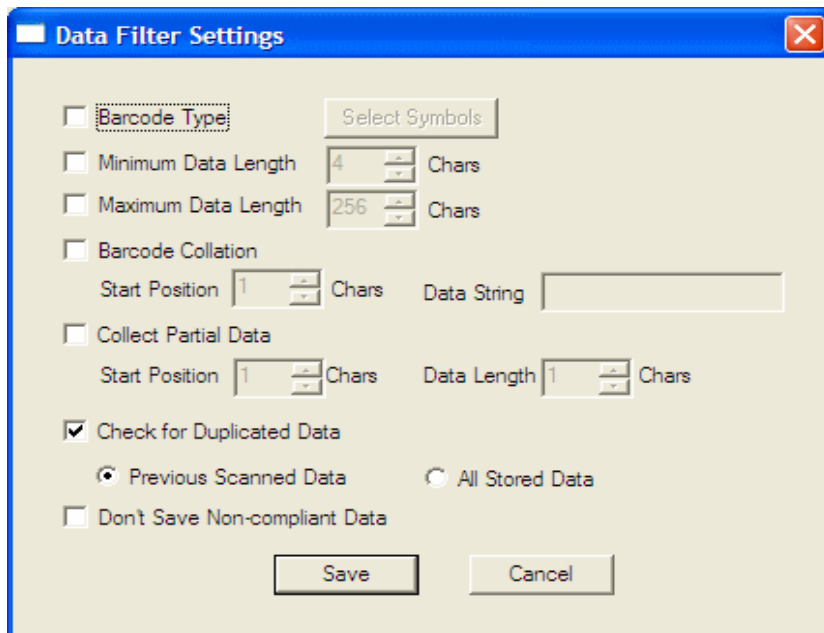 Data Filter Settings
Barcode Type Select Symbols
Minimum Data Length 4 Chars
Maximum Data Length 256 Chars
Barcode Collation
Start Position 1 Chars Data String
Collect Partial Data
Start Position 1 Chars Data Length 1 Chars
Check for Duplicated Data
Previous Scanned Data All Stored Data
Don't Save Non-compliant Data
Save Cancel